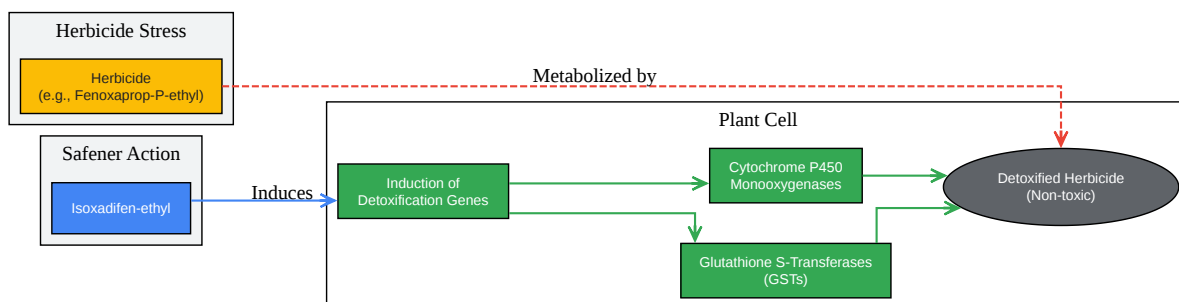 Herbicide Stress
Herbicide
(e.g., Fenoxaprop-P-ethyl)
Metabolized by
Plant Cell
Safener Action
Isoxadifen-ethyl
Induces
Induction of
Detoxification Genes
Cytochrome P450
Monooxygenases
Glutathione S-Transferases
(GSTs)
Detoxified Herbicide
(Non-toxic)